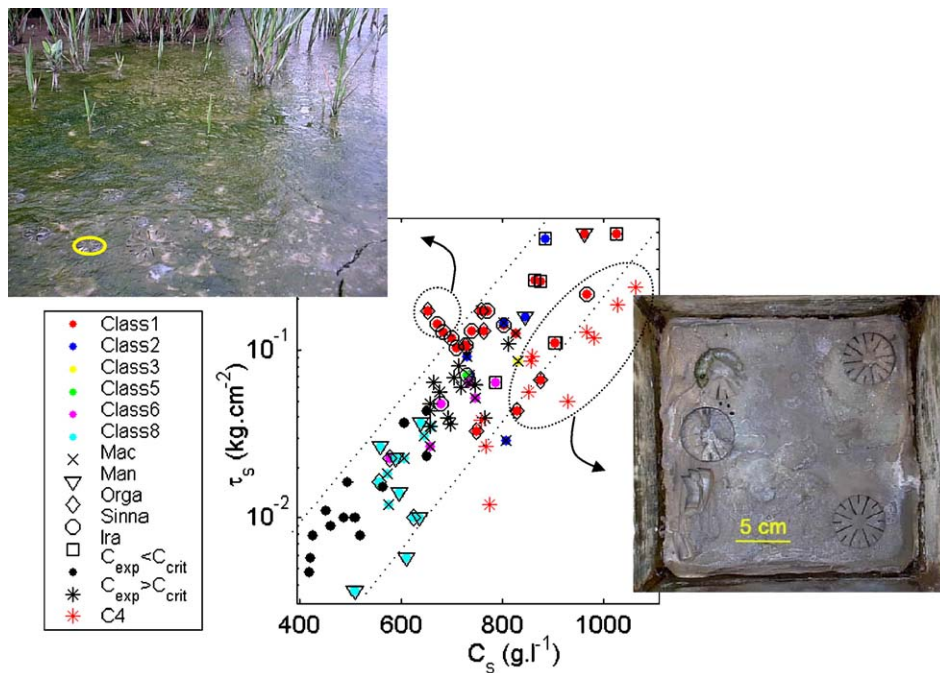 Class1
Class2
Class3
Class5
Class6
Class8
Mac
Man
Orga
Sinna
Ira
C_exp<C_crit
C_exp>C_crit
C4
τ_s (kg.cm⁻²)
10⁻¹
10⁻²
400
600
800
1000
C_s (g.l⁻¹)
5 cm